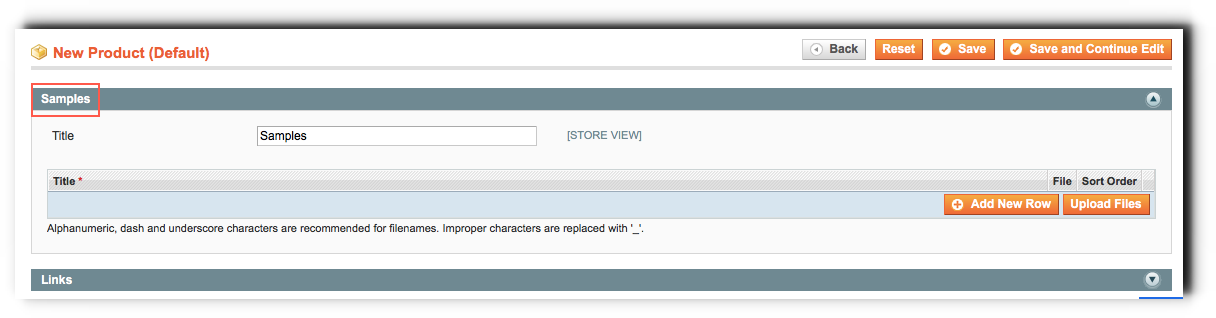 New Product (Default) Back Reset Save Save and Continue Edit
Samples
Title Samples [STORE VIEW]
Title * File Sort Order
Add New Row Upload Files
Alphanumeric, dash and underscore characters are recommended for filenames. Improper characters are replaced with '_'.
Links